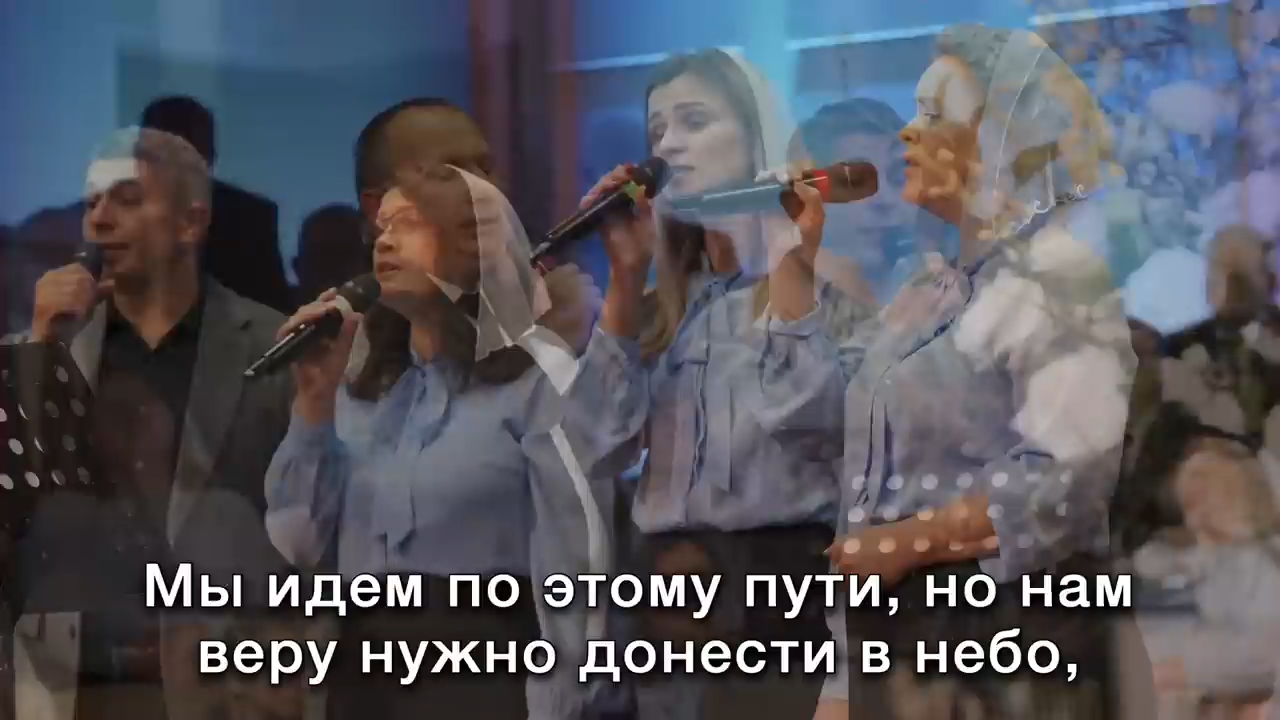 Мы идем по этому пути, но нам
веру нужно донести в небо,